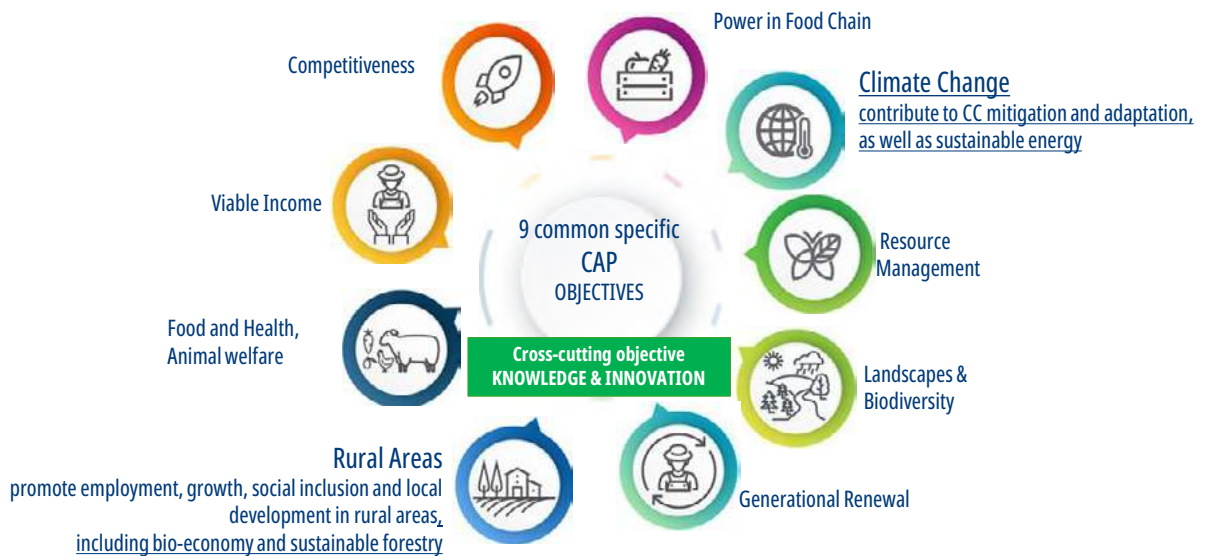 Power in Food Chain
Competitiveness
Climate Change
contribute to CC mitigation and adaptation,
as well as sustainable energy
Viable Income
9 common specific
CAP
OBJECTIVES
Resource
Management
Food and Health,
Animal welfare
Cross-cutting objective
KNOWLEDGE & INNOVATION
Landscapes &
Biodiversity
Rural Areas
promote employment, growth, social inclusion and local
development in rural areas,
including bio-economy and sustainable forestry
Generational Renewal